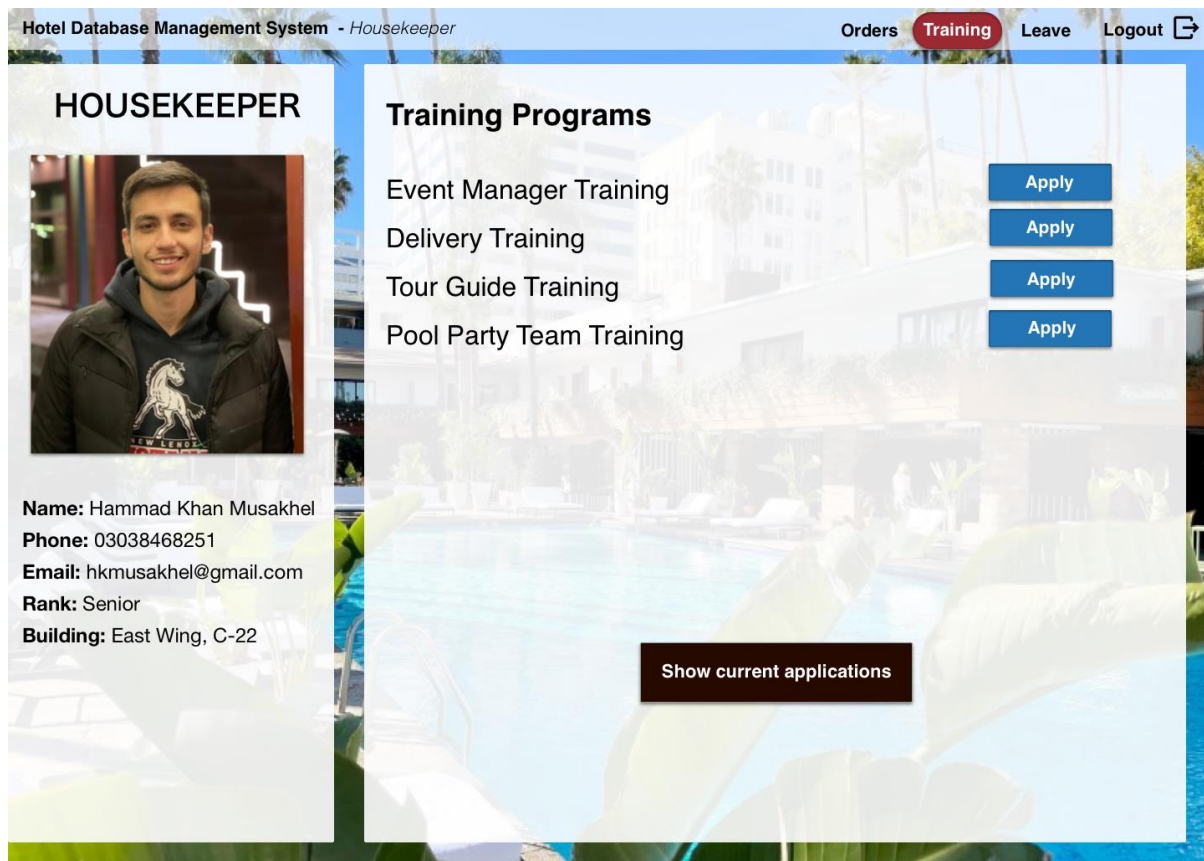 Hotel Database Management System - Housekeeper
Orders
Training
Leave
Logout
HOUSEKEEPER
NEW LENOX
Name: Hammad Khan Musakhel
Phone: 03038468251
Email: hkmusakhel@gmail.com
Rank: Senior
Building: East Wing, C-22
Training Programs
Event Manager Training
Apply
Delivery Training
Apply
Tour Guide Training
Apply
Pool Party Team Training
Apply
Show current applications